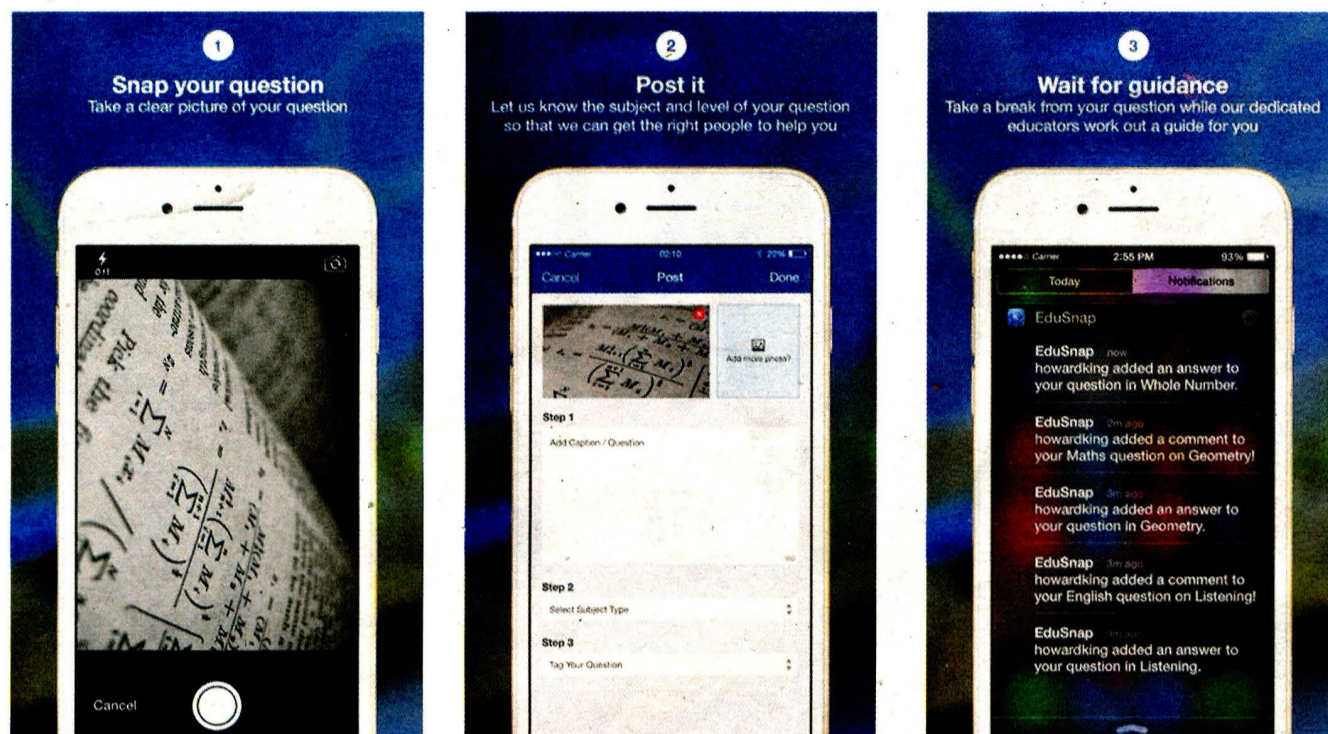 1
Snap your question
Take a clear picture of your question
Off
Cancel
2
Post it
Let us know the subject and level of your question
so that we can get the right people to help you
Carrier
02:10
22%
Cancel
Post
Done
Add more photo?
Step 1
Add Caption / Question
Step 2
Select Subject Type
Step 3
Tag Your Question
3
Wait for guidance
Take a break from your question while our dedicated
educators work out a guide for you
Carrier
2:55 PM
93%
Today
Notifications
EduSnap
EduSnap now
howardking added an answer to
your question in Whole Number.
EduSnap 2m ago
howardking added a comment to
your Maths question on Geometry!
EduSnap 3m ago
howardking added an answer to
your question in Geometry.
EduSnap 3m ago
howardking added a comment to
your English question on Listening!
EduSnap
howardking added an answer to
your question in Listening.